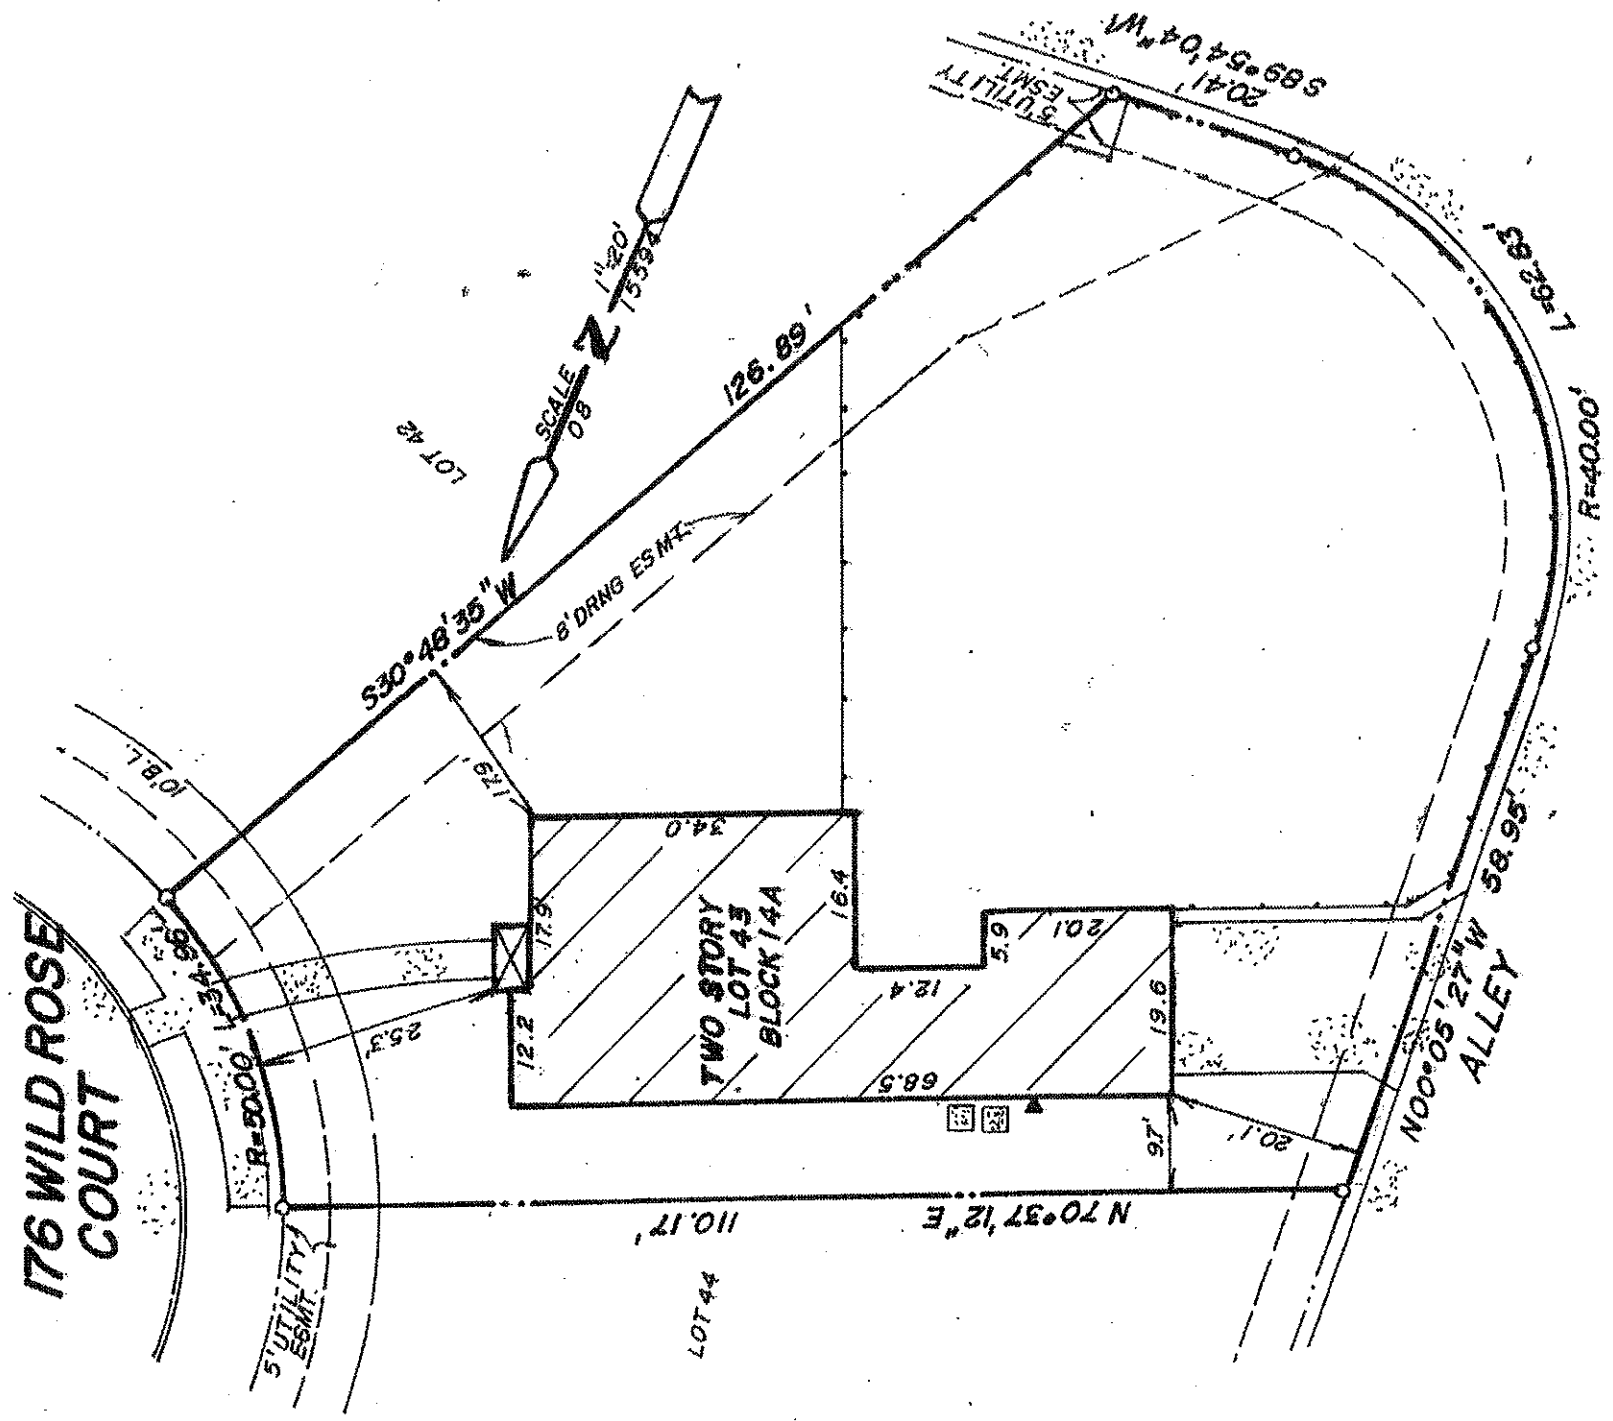 176 WILD ROSE
COURT
10' B.L.
LOT 42
SCALE 1"=20'
N
08 15594
5' UTILITY
ESMT.
S89°54'04"W
20.41'
126.89'
S30°48'35"W
8' DRNG ESMT.
L=62.83'
R=40.00'
L=34.96
R=50.00'
17.9'
25.3'
17.9
12.2
34.0
16.4
12.4
5.9
20.1
19.6
68.5
TWO STORY
LOT 43
BLOCK 14A
9.7'
20.1'
58.95'
N00°05'27"W
ALLEY
N70°37'12"E
110.17'
5' UTILITY
ESMT.
LOT 44